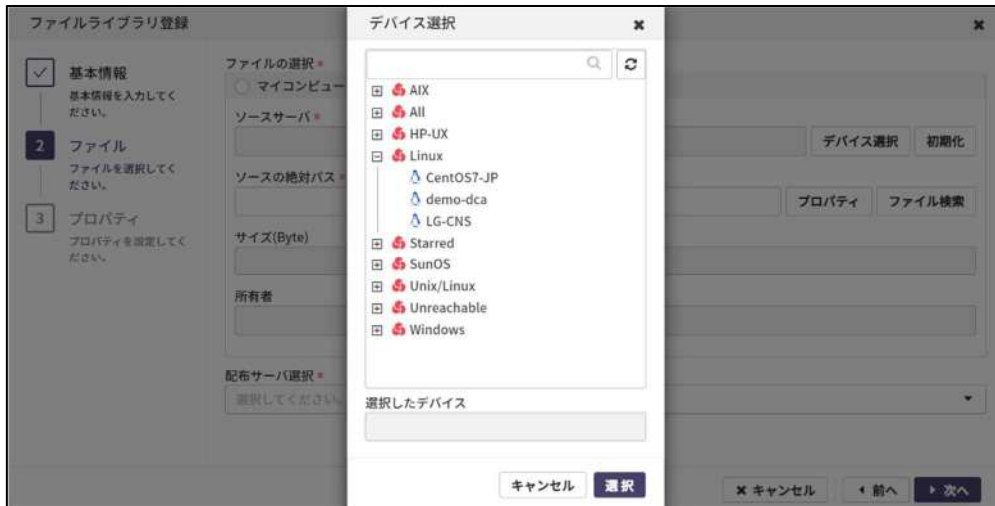 ファイルライブラリ登録
基本情報
基本情報を入力してく
ださい。
2
ファイル
ファイルを選択してく
ださい。
3
プロパティ
プロパティを設定してく
ださい。
ファイルの選択 *
マイコンピュー
ソースサーバ *
デバイス選択
初期化
ソースの絶対パス *
プロパティ
ファイル検索
サイズ(Byte)
所有者
配布サーバ選択 *
選択してください。
デバイス選択
AIX
All
HP-UX
Linux
CentOS7-JP
demo-dca
LG-CNS
Starred
SunOS
Unix/Linux
Unreachable
Windows
選択したデバイス
キャンセル
選択
キャンセル
前へ
次へ